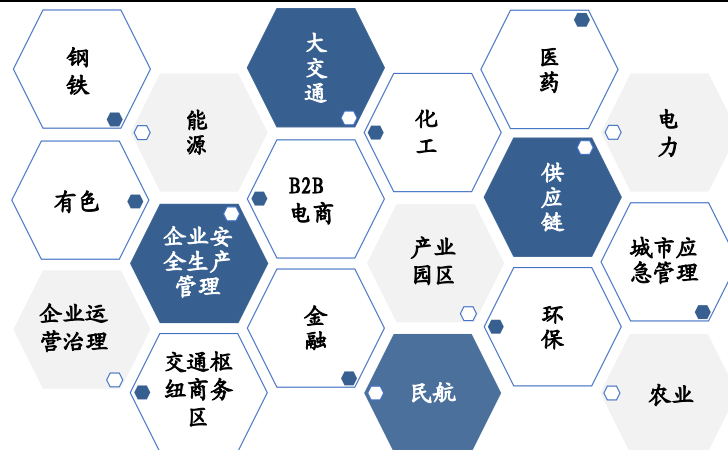 钢
铁
能
源
大
交
通
化
工
医
药
电
力
有色
企业安
全生产
管理
B2B
电商
产业
园区
供
应
链
城市应
急管理
企业运
营治理
交通枢
纽商务
区
金
融
民航
环
保
农业